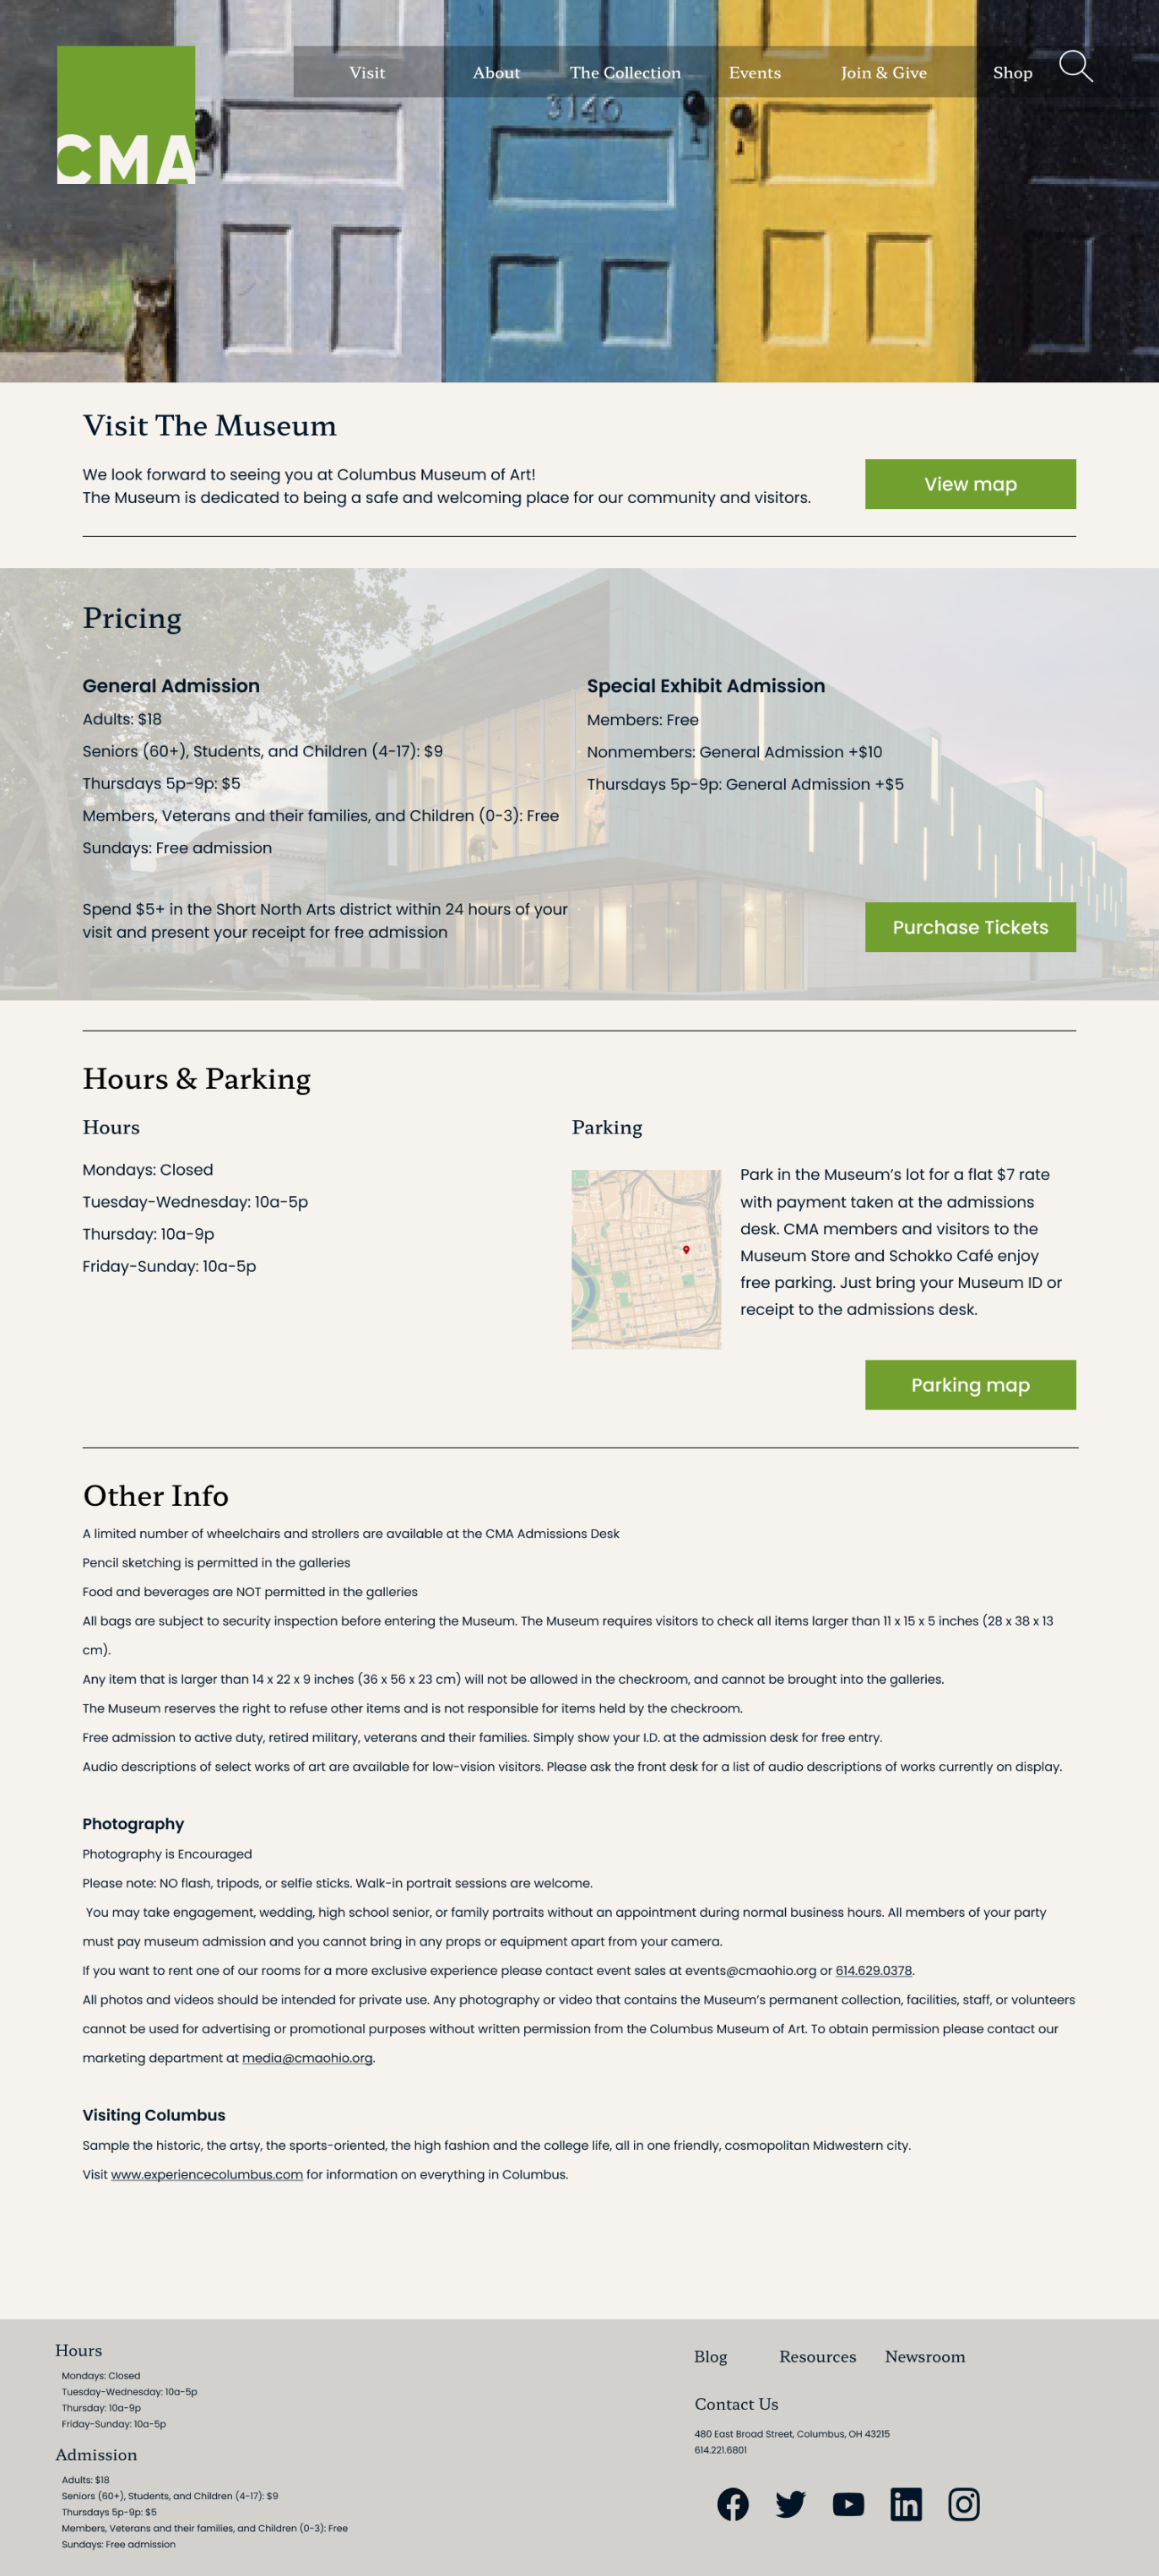 CMA
Visit About The Collection Events Join & Give Shop
3140
Visit The Museum
We look forward to seeing you at Columbus Museum of Art!
The Museum is dedicated to being a safe and welcoming place for our community and visitors.
View map
Pricing
General Admission
Adults: $18
Seniors (60+), Students, and Children (4-17): $9
Thursdays 5p-9p: $5
Members, Veterans and their families, and Children (0-3): Free
Sundays: Free admission
Spend $5+ in the Short North Arts district within 24 hours of your
visit and present your receipt for free admission
Special Exhibit Admission
Members: Free
Nonmembers: General Admission +$10
Thursdays 5p-9p: General Admission +$5
Purchase Tickets
Hours & Parking
Hours
Mondays: Closed
Tuesday-Wednesday: 10a-5p
Thursday: 10a-9p
Friday-Sunday: 10a-5p
Parking
Park in the Museum's lot for a flat $7 rate
with payment taken at the admissions
desk. CMA members and visitors to the
Museum Store and Schokko Café enjoy
free parking. Just bring your Museum ID or
receipt to the admissions desk.
Parking map
Other Info
A limited number of wheelchairs and strollers are available at the CMA Admissions Desk
Pencil sketching is permitted in the galleries
Food and beverages are NOT permitted in the galleries
All bags are subject to security inspection before entering the Museum. The Museum requires visitors to check all items larger than 11 x 15 x 5 inches (28 x 38 x 13
cm).
Any item that is larger than 14 x 22 x 9 inches (36 x 56 x 23 cm) will not be allowed in the checkroom, and cannot be brought into the galleries.
The Museum reserves the right to refuse other items and is not responsible for items held by the checkroom.
Free admission to active duty, retired military, veterans and their families. Simply show your I.D. at the admission desk for free entry.
Audio descriptions of select works of art are available for low-vision visitors. Please ask the front desk for a list of audio descriptions of works currently on display.
Photography
Photography is Encouraged
Please note: NO flash, tripods, or selfie sticks. Walk-in portrait sessions are welcome.
You may take engagement, wedding, high school senior, or family portraits without an appointment during normal business hours. All members of your party
must pay museum admission and you cannot bring in any props or equipment apart from your camera.
If you want to rent one of our rooms for a more exclusive experience please contact event sales at events@cmaohio.org or 614.629.0378.
All photos and videos should be intended for private use. Any photography or video that contains the Museum's permanent collection, facilities, staff, or volunteers
cannot be used for advertising or promotional purposes without written permission from the Columbus Museum of Art. To obtain permission please contact our
marketing department at media@cmaohio.org.
Visiting Columbus
Sample the historic, the artsy, the sports-oriented, the high fashion and the college life, all in one friendly, cosmopolitan Midwestern city.
Visit www.experiencecolumbus.com for information on everything in Columbus.
Hours
Mondays: Closed
Tuesday-Wednesday: 10a-5p
Thursday: 10a-9p
Friday-Sunday: 10a-5p
Admission
Adults: $18
Seniors (60+), Students, and Children (4-17): $9
Thursdays 5p-9p: $5
Members, Veterans and their families, and Children (0-3): Free
Sundays: Free admission
Blog Resources Newsroom
Contact Us
480 East Broad Street, Columbus, OH 43215
614.221.6801